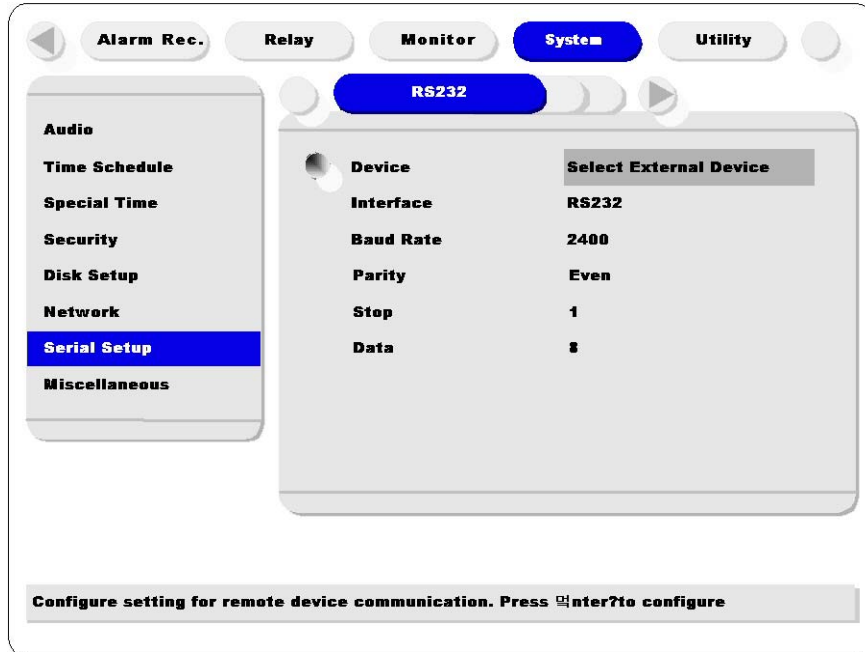 Alarm Rec. Relay Monitor System Utility
RS232
Audio
Time Schedule
Special Time
Security
Disk Setup
Network
Serial Setup
Miscellaneous
Device Select External Device
Interface RS232
Baud Rate 2400
Parity Even
Stop 1
Data 8
Configure setting for remote device communication. Press 먹nter?to configure